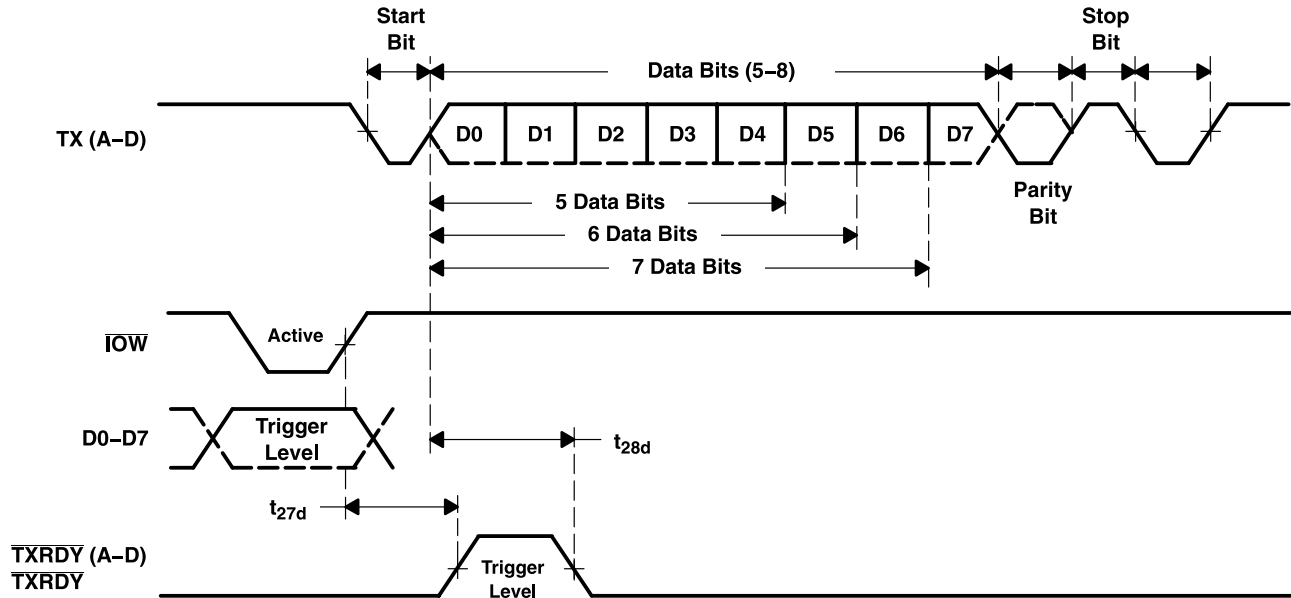 Start
Bit
Data Bits (5–8)
Stop
Bit
TX (A–D)
D0 D1 D2 D3 D4 D5 D6 D7
Parity
Bit
5 Data Bits
6 Data Bits
7 Data Bits
IOW
Active
D0–D7
Trigger
Level
t28d
t27d
TXRDY (A–D)
TXRDY
Trigger
Level